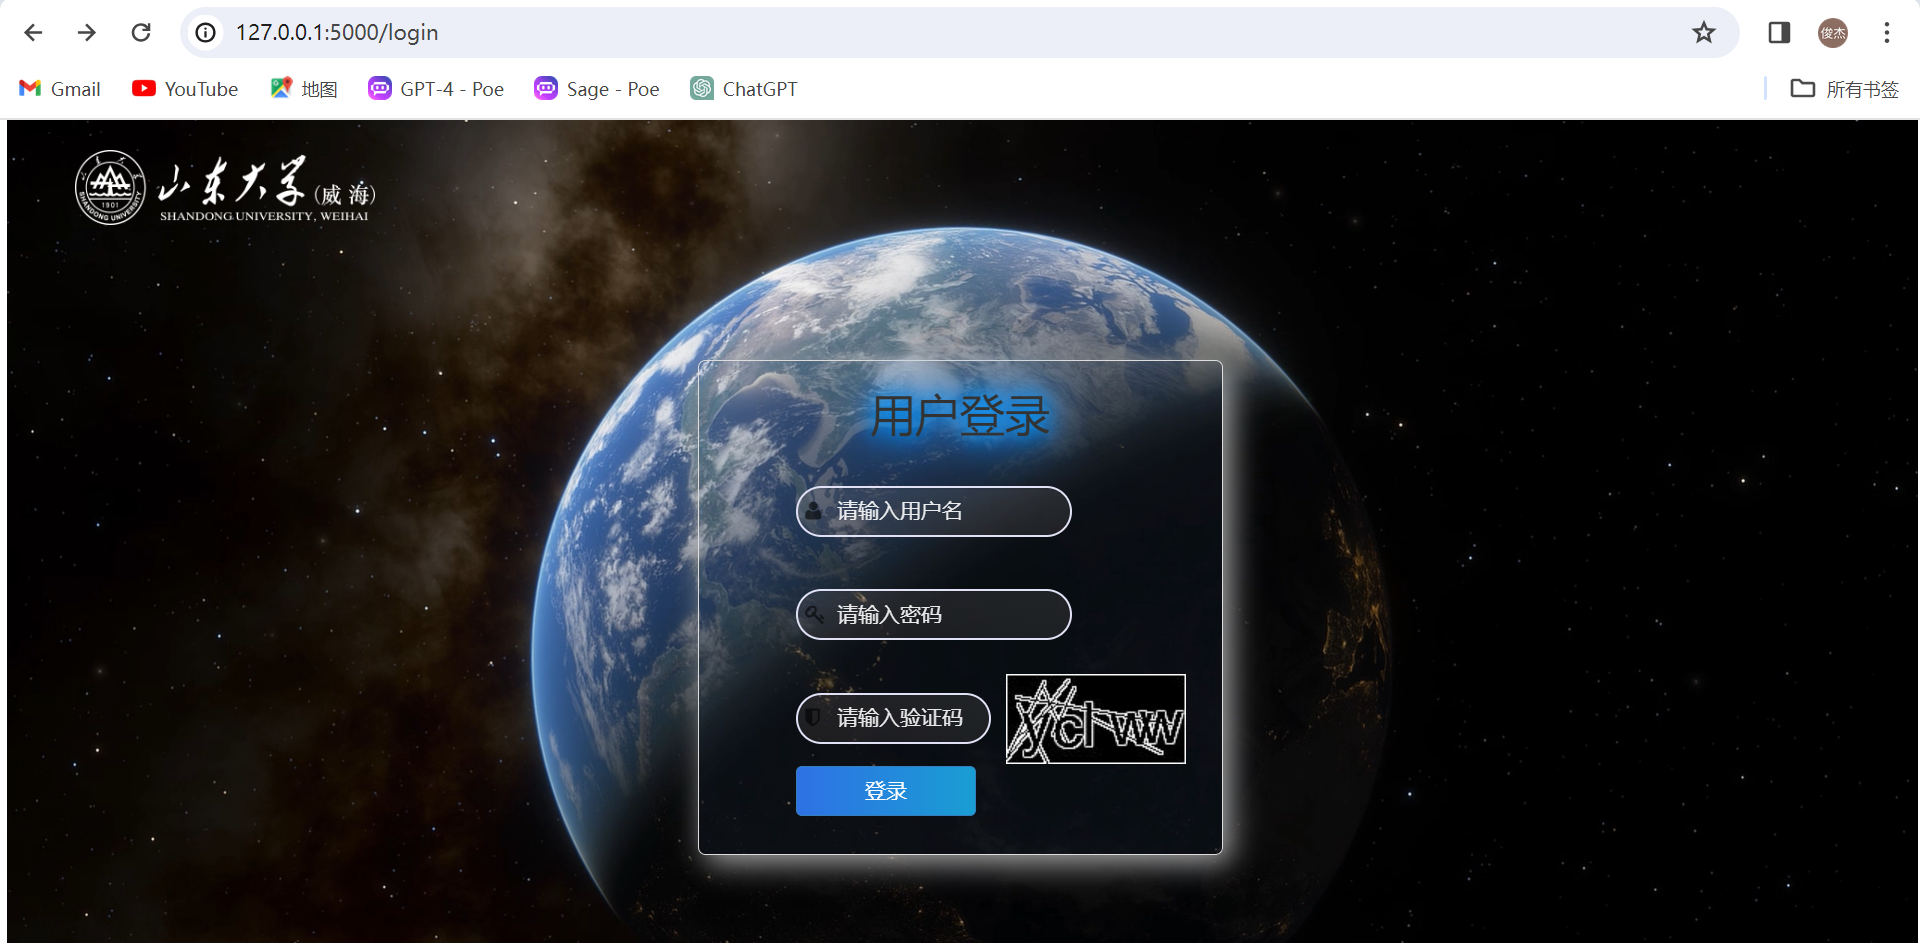 127.0.0.1:5000/login
俊杰
Gmail
YouTube
地图
GPT-4 - Poe
Sage - Poe
ChatGPT
所有书签
山东大学(威海)
SHANDONG UNIVERSITY, WEIHAI
1901
SHANDONG UNIVERSITY
用户登录
请输入用户名
请输入密码
请输入验证码
登录